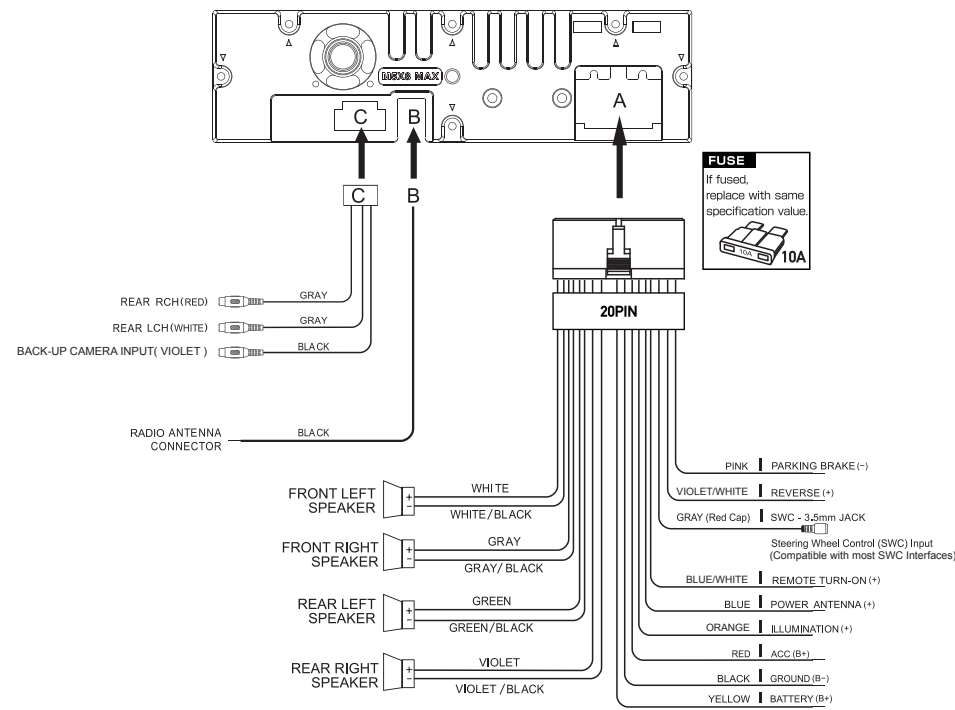 M5X8 MAX
C
B
A
FUSE
If fused,
replace with same
specification value.
10A
10A
C
B
20PIN
REAR RCH(RED)
GRAY
REAR LCH(WHITE)
GRAY
BACK-UP CAMERA INPUT( VIOLET )
BLACK
RADIO ANTENNA
CONNECTOR
BLACK
FRONT LEFT
SPEAKER
+
−
WHITE
WHITE/BLACK
FRONT RIGHT
SPEAKER
+
−
GRAY
GRAY/ BLACK
REAR LEFT
SPEAKER
+
−
GREEN
GREEN/BLACK
REAR RIGHT
SPEAKER
+
−
VIOLET
VIOLET /BLACK
PINK PARKING BRAKE(−)
VIOLET/WHITE REVERSE(+)
GRAY (Red Cap) SWC - 3.5mm JACK
Steering Wheel Control (SWC) Input
(Compatible with most SWC Interfaces)
BLUE/WHITE REMOTE TURN-ON(+)
BLUE POWER ANTENNA(+)
ORANGE ILLUMINATION(+)
RED ACC(B+)
BLACK GROUND(B−)
YELLOW BATTERY(B+)